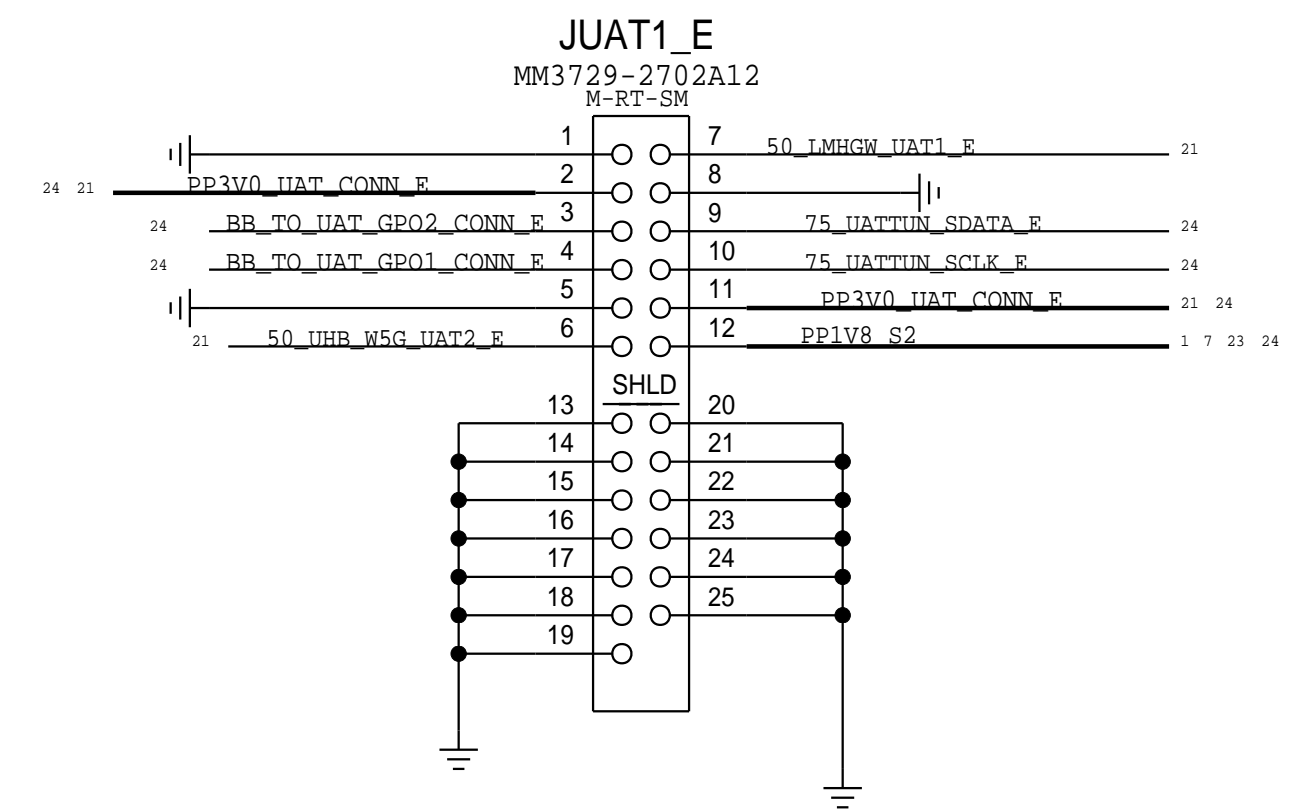 JUAT1_E
MM3729-2702A12
M-RT-SM
1 7 50_LMHGW_UAT1_E 21
24 21 PP3V0_UAT_CONN_E 2 8
24 BB_TO_UAT_GPO2_CONN_E 3 9 75_UATTUN_SDATA_E 24
24 BB_TO_UAT_GPO1_CONN_E 4 10 75_UATTUN_SCLK_E 24
5 11 PP3V0_UAT_CONN_E 21 24
21 50_UHB_W5G_UAT2_E 6 12 PP1V8_S2 1 7 23 24
SHLD
13 20
14 21
15 22
16 23
17 24
18 25
19